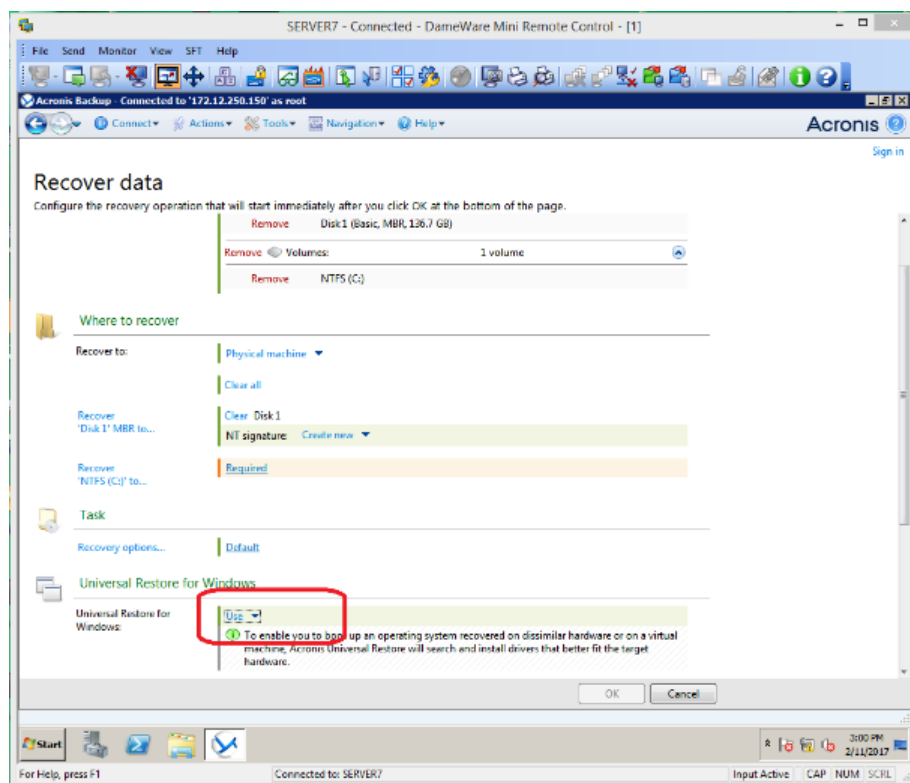 SERVER7 - Connected - DameWare Mini Remote Control - [1]
File Send Monitor View SFT Help
Acronis Backup - Connected to '172.12.250.150' as root
Connect Actions Tools Navigation Help Acronis
Sign in
Recover data
Configure the recovery operation that will start immediately after you click OK at the bottom of the page.
Remove Disk 1 (Basic, MBR, 136.7 GB)
Remove Volumes: 1 volume
Remove NTFS (C:)
Where to recover
Recover to: Physical machine
Clear all
Recover 'Disk 1' MBR to... Clear Disk 1
NT signature: Create new
Recover 'NTFS (C:)' to... Required
Task
Recovery options... Default
Universal Restore for Windows
Universal Restore for Windows: Use
To enable you to boot up an operating system recovered on dissimilar hardware or on a virtual
machine, Acronis Universal Restore will search and install drivers that better fit the target
hardware.
OK Cancel
Start 3:00 PM
2/11/2017
For Help, press F1 Connected to: SERVER7 Input Active CAP NUM SCRL